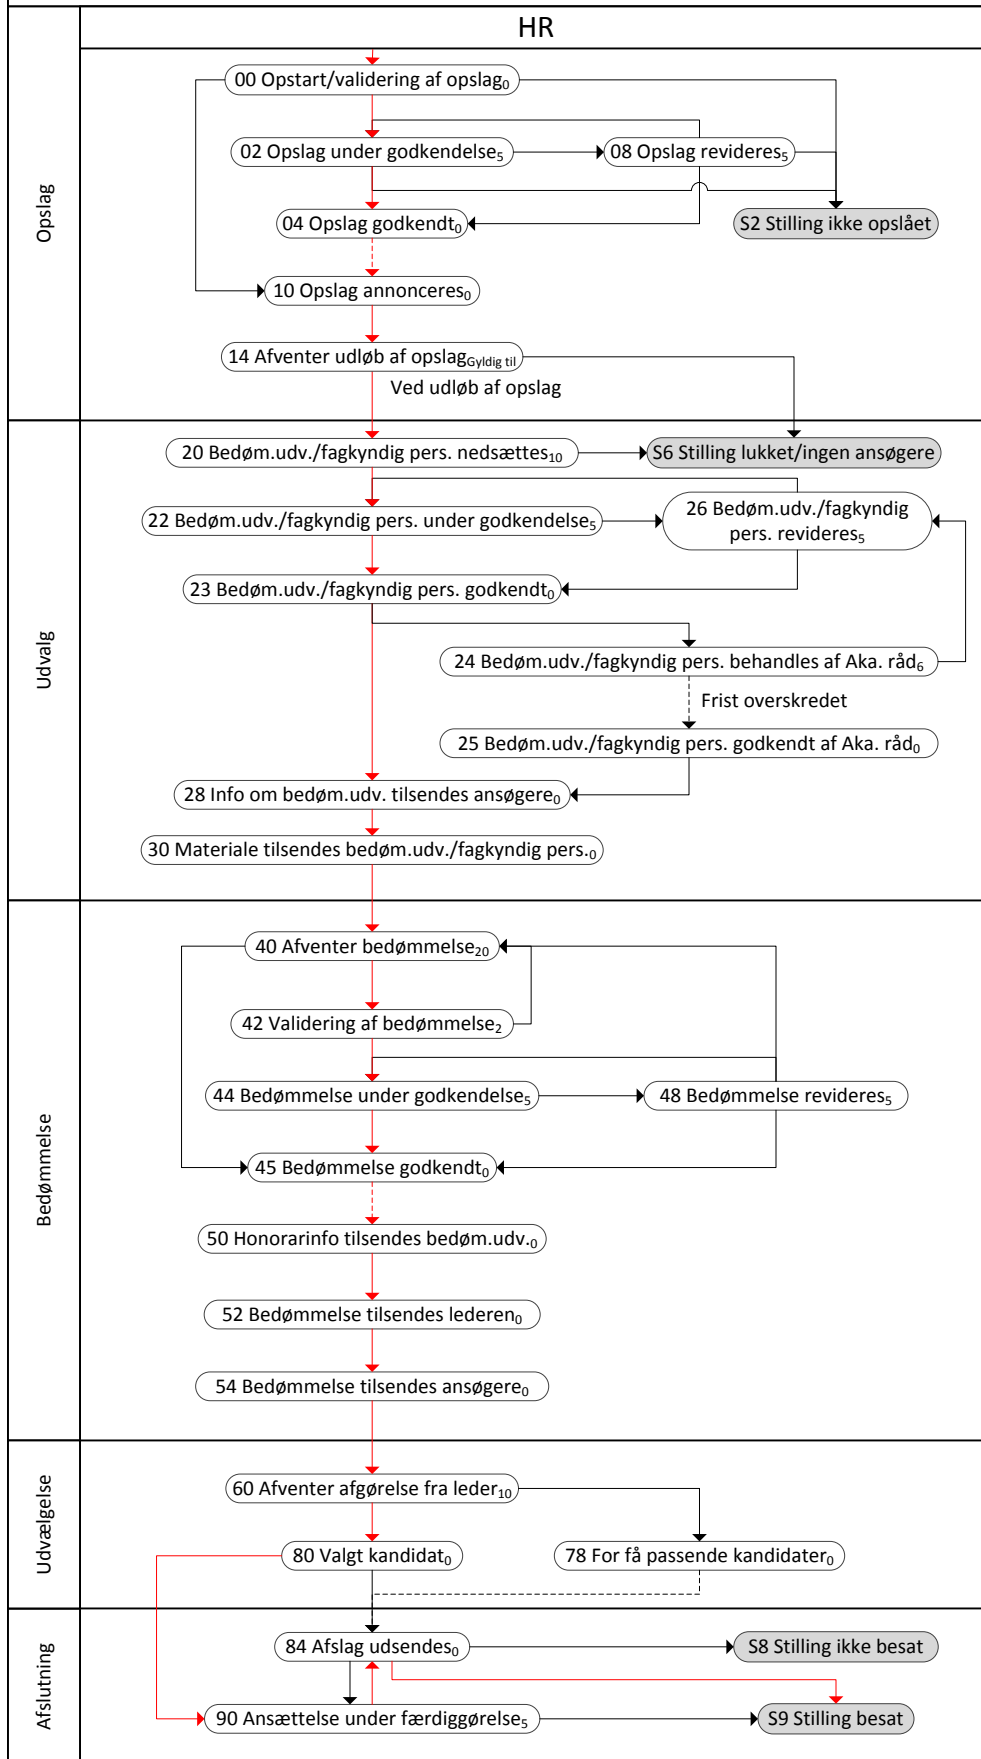 HR
Opslag
00 Opstart/validering af opslag0
02 Opslag under godkendelse5
08 Opslag revideres5
04 Opslag godkendt0
S2 Stilling ikke opslået
10 Opslag annonceres0
14 Afventer udløb af opslagGyldig til
Ved udløb af opslag
Udvalg
20 Bedøm.udv./fagkyndig pers. nedsættes10
S6 Stilling lukket/ingen ansøgere
22 Bedøm.udv./fagkyndig pers. under godkendelse5
26 Bedøm.udv./fagkyndig
pers. revideres5
23 Bedøm.udv./fagkyndig pers. godkendt0
24 Bedøm.udv./fagkyndig pers. behandles af Aka. råd6
Frist overskredet
25 Bedøm.udv./fagkyndig pers. godkendt af Aka. råd0
28 Info om bedøm.udv. tilsendes ansøgere0
30 Materiale tilsendes bedøm.udv./fagkyndig pers.0
Bedømmelse
40 Afventer bedømmelse20
42 Validering af bedømmelse2
44 Bedømmelse under godkendelse5
48 Bedømmelse revideres5
45 Bedømmelse godkendt0
50 Honorarinfo tilsendes bedøm.udv.0
52 Bedømmelse tilsendes lederen0
54 Bedømmelse tilsendes ansøgere0
Udvælgelse
60 Afventer afgørelse fra leder10
80 Valgt kandidat0
78 For få passende kandidater0
Afslutning
84 Afslag udsendes0
S8 Stilling ikke besat
90 Ansættelse under færdiggørelse5
S9 Stilling besat